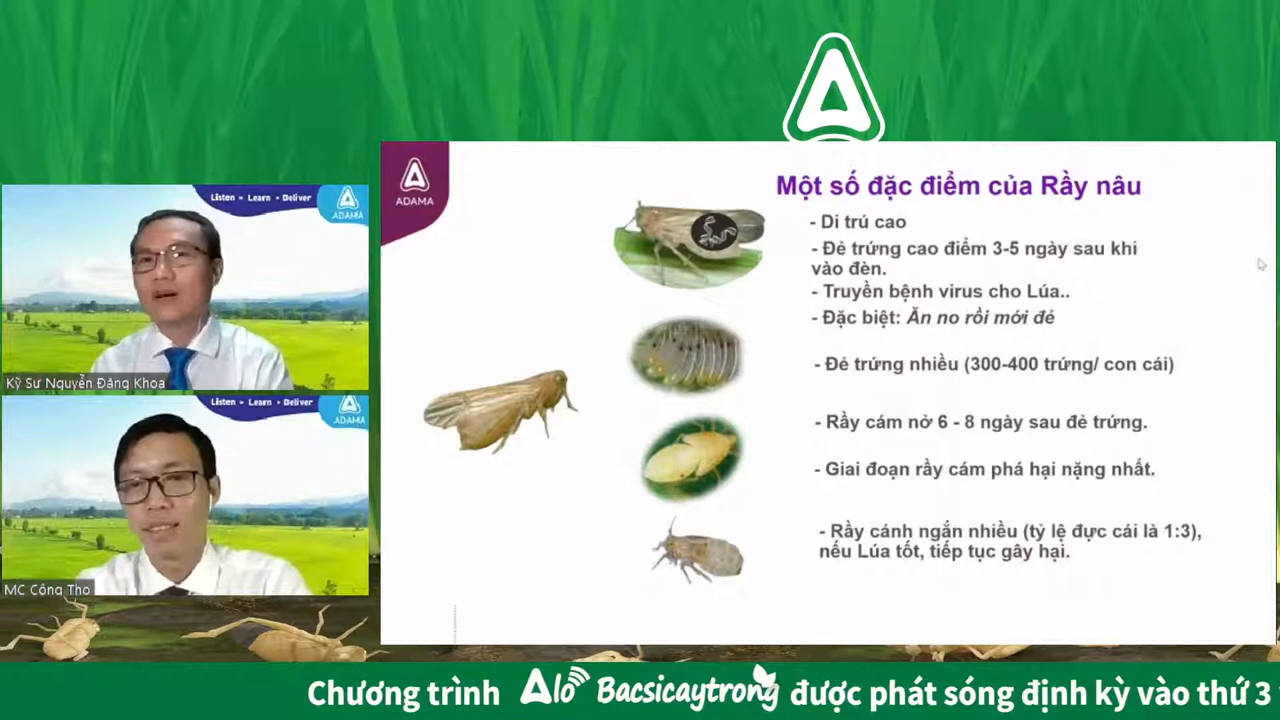 Listen > Learn > Deliver
ADAMA
Kỹ Sư Nguyễn Đăng Khoa
Listen > Learn > Deliver
ADAMA
MC Công Thọ
ADAMA
Một số đặc điểm của Rầy nâu
- Di trú cao
- Đẻ trứng cao điểm 3-5 ngày sau khi
vào đèn.
- Truyền bệnh virus cho Lúa..
- Đặc biệt: Ăn no rồi mới đẻ
- Đẻ trứng nhiều (300-400 trứng/ con cái)
- Rầy cám nở 6 - 8 ngày sau đẻ trứng.
- Giai đoạn rầy cám phá hại nặng nhất.
- Rầy cánh ngắn nhiều (tỷ lệ đực cái là 1:3),
nếu Lúa tốt, tiếp tục gây hại.
Chương trình Alo Bacsicaytrong được phát sóng định kỳ vào thứ 3